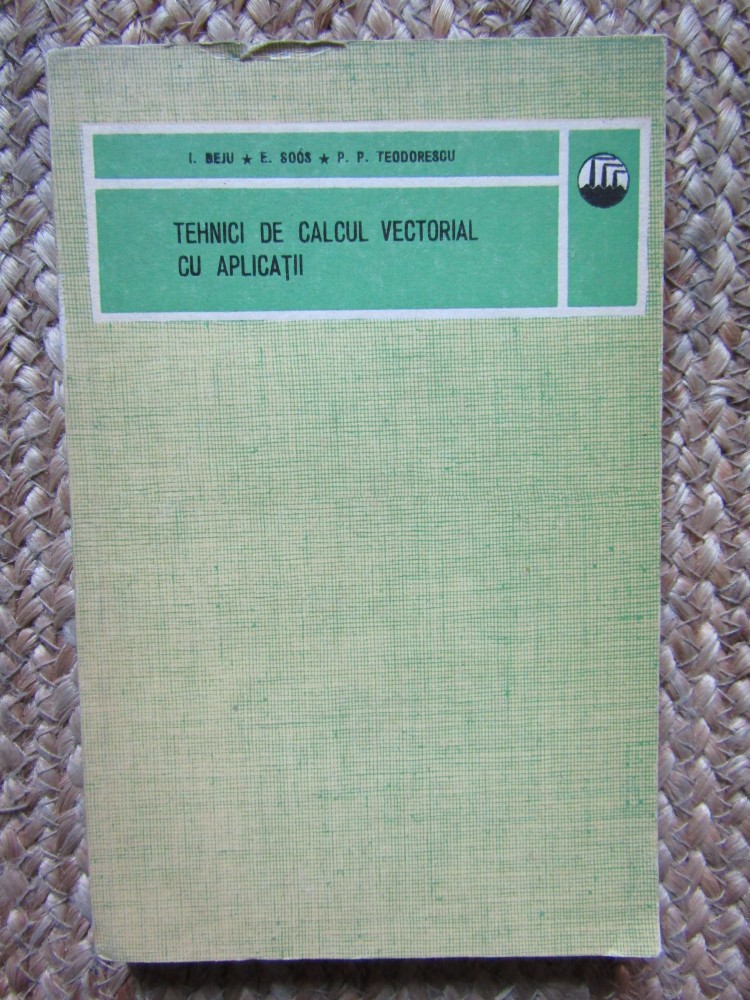 I. BEJU ★ E. SOÓS ★ P. P. TEODORESCU
TEHNICI DE CALCUL VECTORIAL
CU APLICAŢII